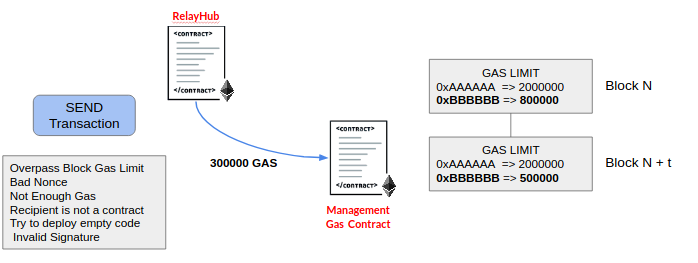 RelayHub
<CONTRACT>
</CONTRACT>
SEND
Transaction
Overpass Block Gas Limit
Bad Nonce
Not Enough Gas
Recipient is not a contract
Try to deploy empty code
Invalid Signature
300000 GAS
<CONTRACT>
</CONTRACT>
Management
Gas Contract
GAS LIMIT
0xAAAAAA => 2000000
0xBBBBBB => 800000
Block N
GAS LIMIT
0xAAAAAA => 2000000
0xBBBBBB => 500000
Block N + t